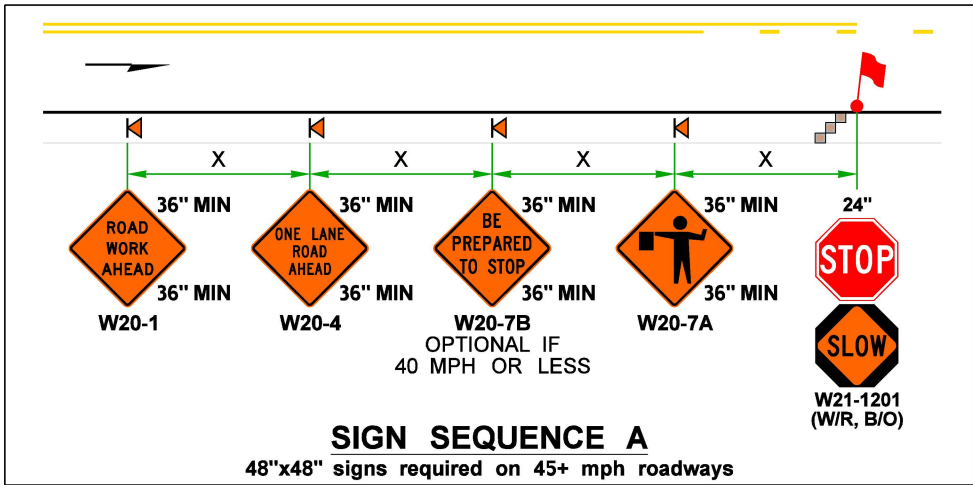 X X X X
36" MIN 36" MIN 36" MIN 36" MIN 24"
ROAD
WORK
AHEAD
ONE LANE
ROAD
AHEAD
BE
PREPARED
TO STOP
STOP
36" MIN 36" MIN 36" MIN 36" MIN
W20-1 W20-4 W20-7B W20-7A
OPTIONAL IF
40 MPH OR LESS
SLOW
W21-1201
(W/R, B/O)
SIGN SEQUENCE A
48"x48" signs required on 45+ mph roadways